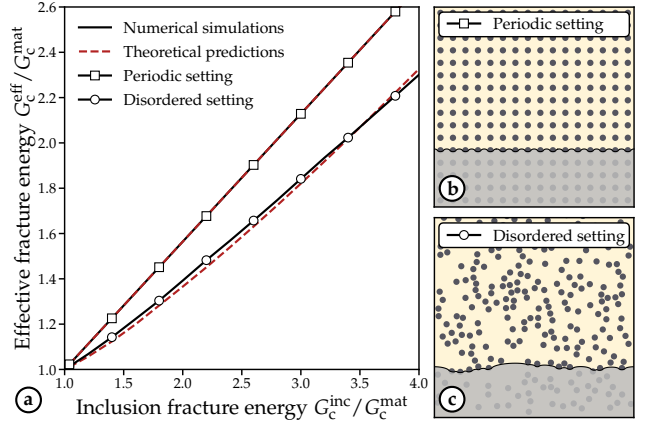 2.6
2.4
2.2
2.0
1.8
1.6
1.4
1.2
1.0
Effective fracture energy G_c^eff/G_c^mat
Numerical simulations
Theoretical predictions
Periodic setting
Disordered setting
1.0 1.5 2.0 2.5 3.0 3.5 4.0
Inclusion fracture energy G_c^inc/G_c^mat
a
Periodic setting
b
Disordered setting
c